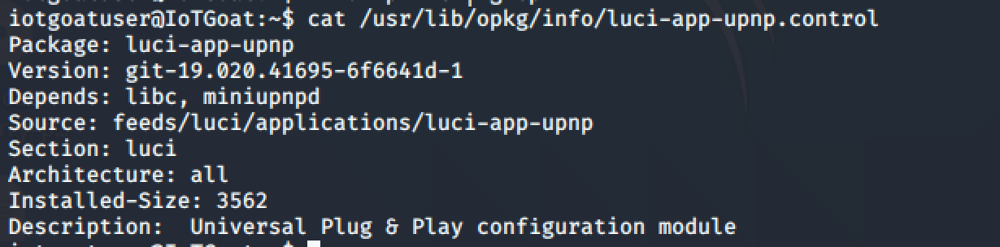 iotgoatuser@IoTGoat:~$ cat /usr/lib/opkg/info/luci-app-upnp.control
Package: luci-app-upnp
Version: git-19.020.41695-6f6641d-1
Depends: libc, miniupnpd
Source: feeds/luci/applications/luci-app-upnp
Section: luci
Architecture: all
Installed-Size: 3562
Description:  Universal Plug & Play configuration module